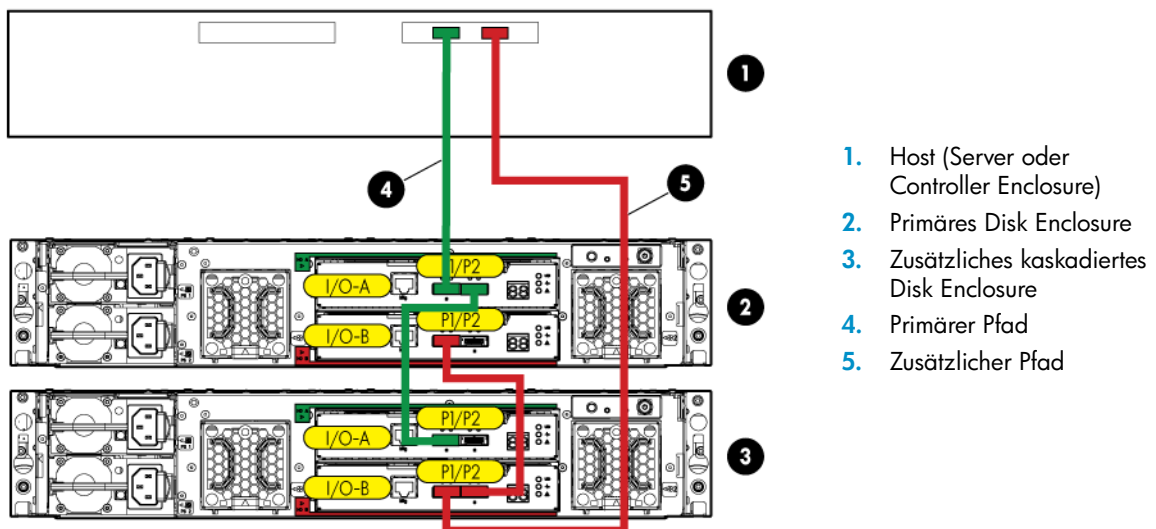 1
4
5
P1/P2
I/O-A
P1/P2
I/O-B
2
P1/P2
I/O-A
P1/P2
I/O-B
3
1. Host (Server oder
Controller Enclosure)
2. Primäres Disk Enclosure
3. Zusätzliches kaskadiertes
Disk Enclosure
4. Primärer Pfad
5. Zusätzlicher Pfad